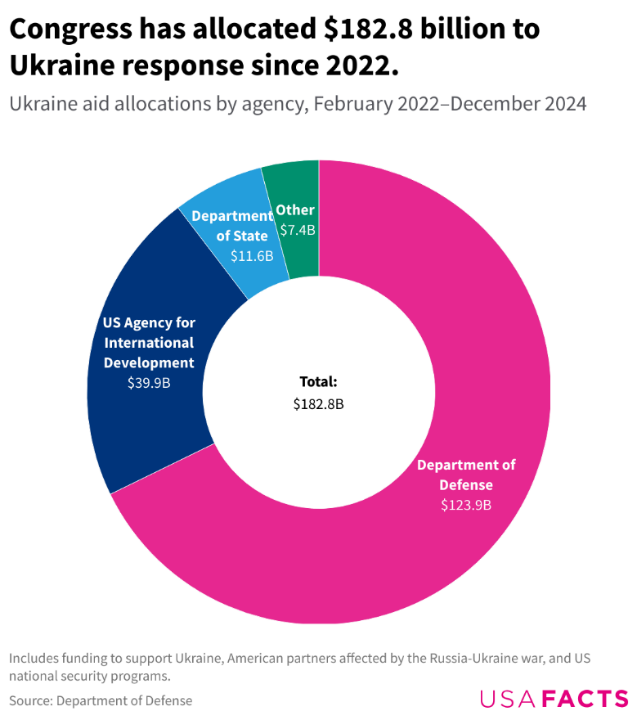 Congress has allocated $182.8 billion to
Ukraine response since 2022.
Ukraine aid allocations by agency, February 2022–December 2024
Department
of State
$11.6B
Other
$7.4B
US Agency for
International
Development
$39.9B
Total:
$182.8B
Department of
Defense
$123.9B
Includes funding to support Ukraine, American partners affected by the Russia-Ukraine war, and US
national security programs.
Source: Department of Defense
USAFACTS